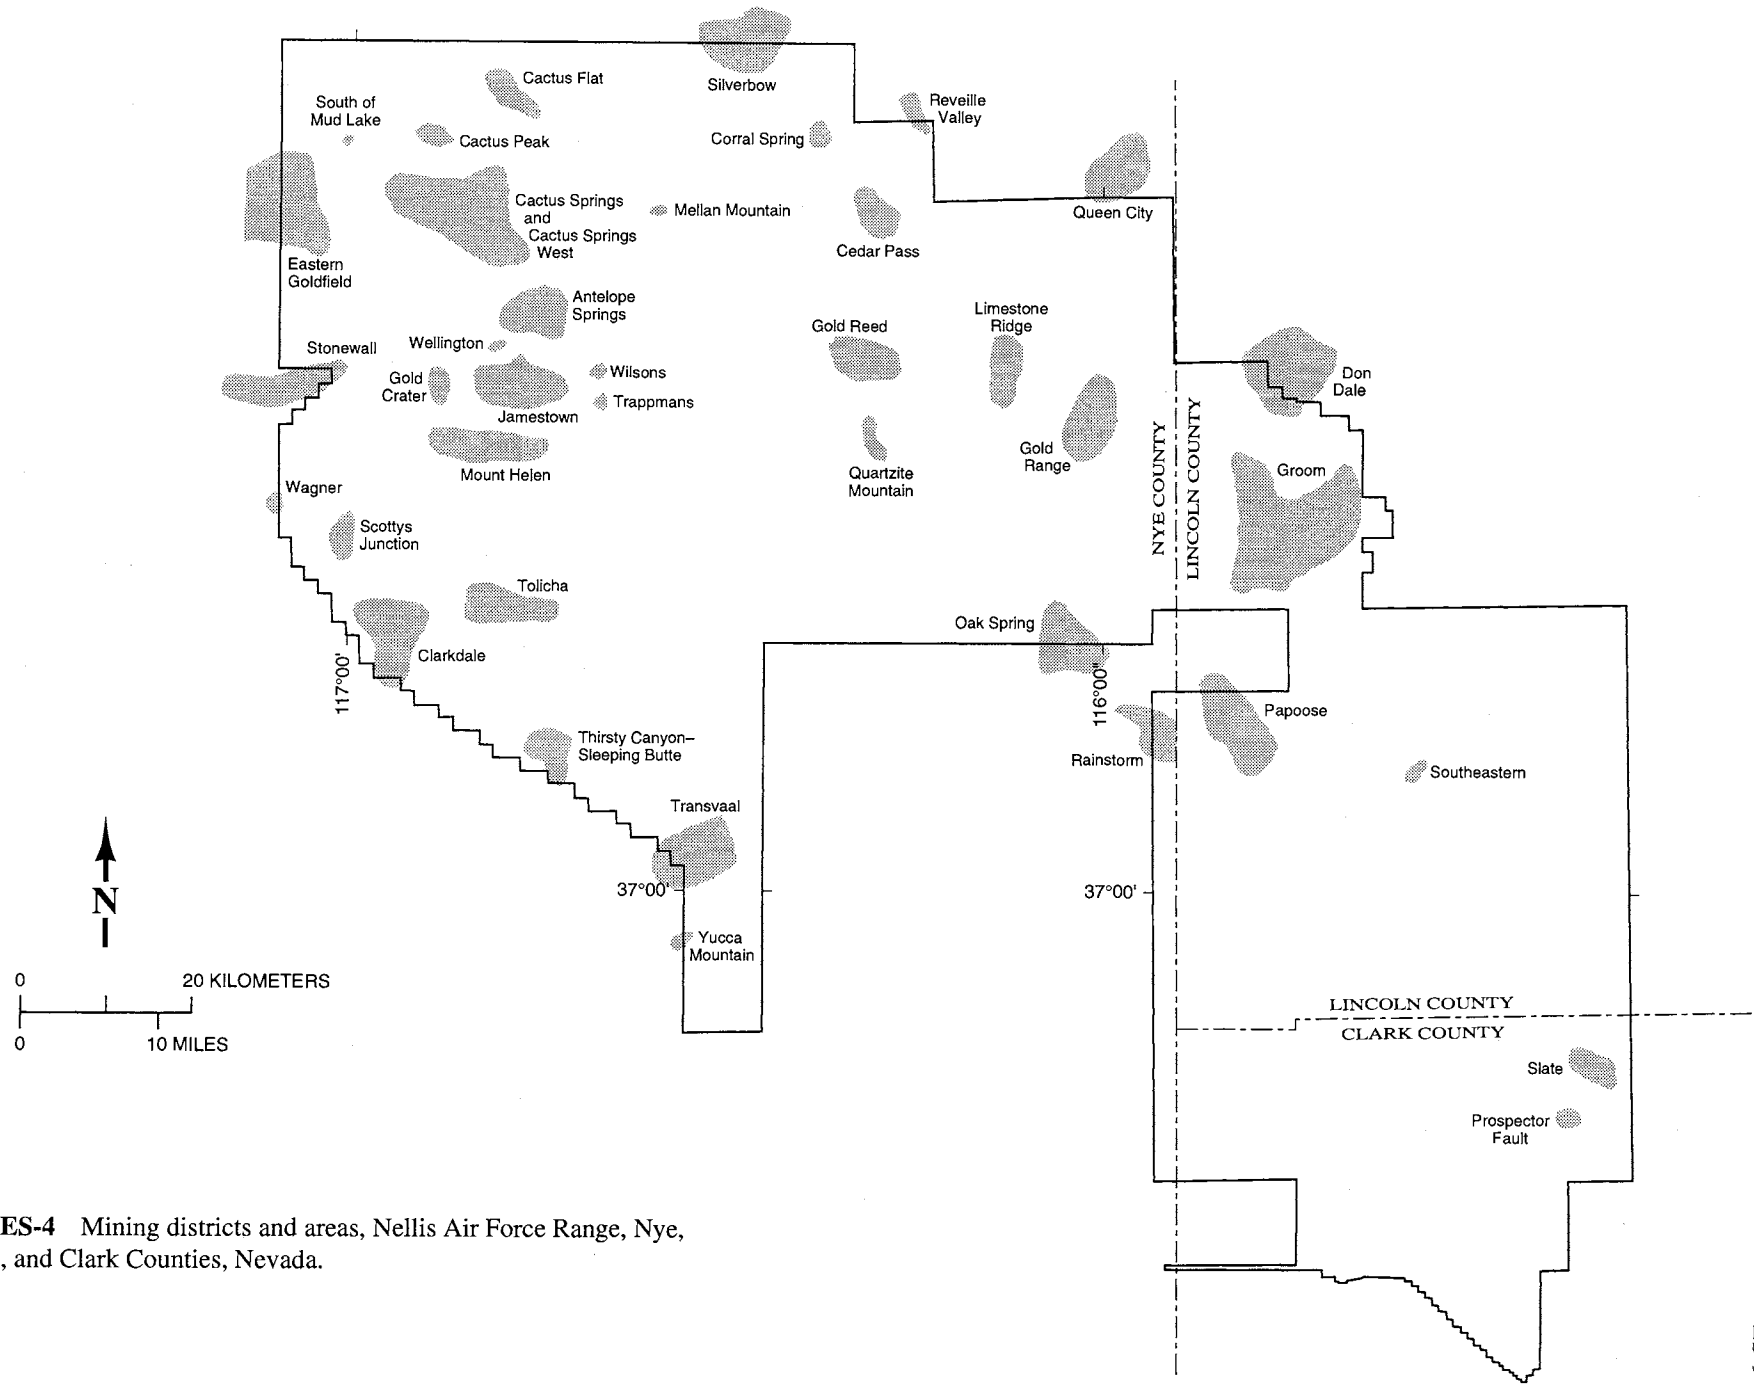 Cactus Flat
Silverbow
South of
Mud Lake
Reveille
Valley
Cactus Peak
Corral Spring
Cactus Springs
and
Cactus Springs
West
Mellan Mountain
Queen City
Cedar Pass
Eastern
Goldfield
Antelope
Springs
Limestone
Ridge
Gold Reed
Wellington
Stonewall
Wilsons
Gold
Crater
Trappmans
Jamestown
Don
Dale
Mount Helen
Gold
Range
Quartzite
Mountain
Groom
NYE COUNTY
LINCOLN COUNTY
Wagner
Scottys
Junction
Tolicha
Oak Spring
Clarkdale
117°00'
116°00"
Papoose
Thirsty Canyon–
Sleeping Butte
Rainstorm
Southeastern
Transvaal
37°00'
37°00'
N
Yucca
Mountain
0
20 KILOMETERS
0
10 MILES
LINCOLN COUNTY
CLARK COUNTY
Slate
Prospector
Fault
ES-4 Mining districts and areas, Nellis Air Force Range, Nye,
, and Clark Counties, Nevada.